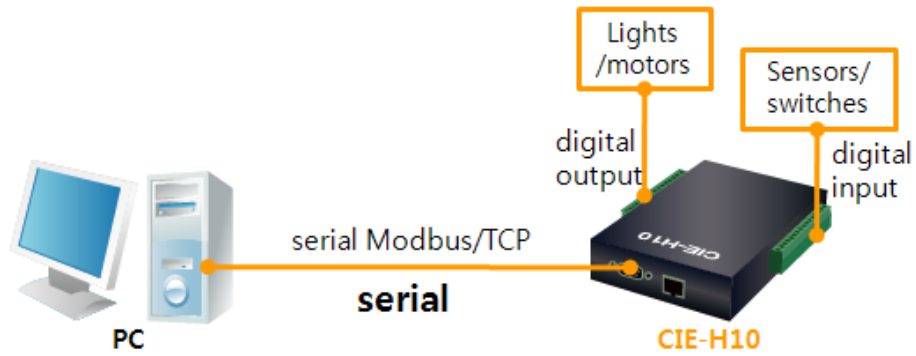 Lights
/motors
Sensors/
switches
digital
output
digital
input
serial Modbus/TCP
serial
CIE-H10
PC
CIE-H10